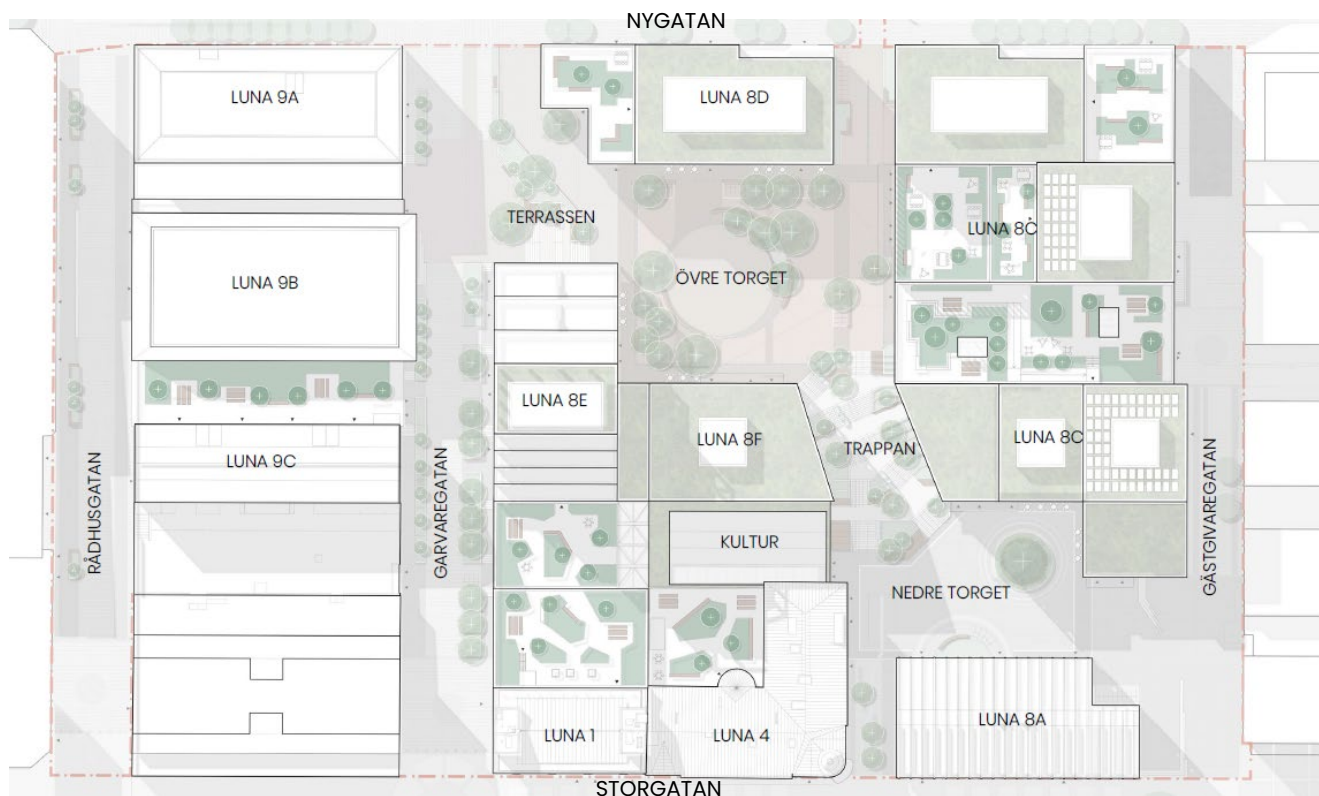 NYGATAN
LUNA 9A
LUNA 8D
TERRASSEN
LUNA 8C
LUNA 9B
ÖVRE TORGET
LUNA 8E
LUNA 8F
LUNA 8C
TRAPPAN
LUNA 9C
RÅDHUSGATAN
GARVAREGATAN
GÄSTGIVAREGATAN
KULTUR
NEDRE TORGET
LUNA 1
LUNA 4
LUNA 8A
STORGATAN